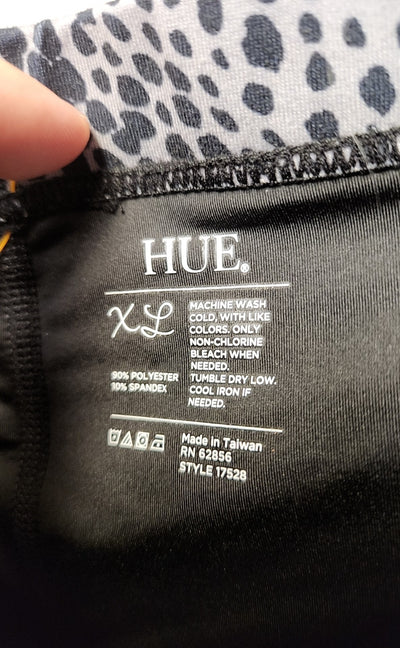 HUE®
XL
MACHINE WASH
COLD, WITH LIKE
COLORS. ONLY
NON-CHLORINE
BLEACH WHEN
NEEDED.
TUMBLE DRY LOW.
COOL IRON IF
NEEDED.
90% POLYESTER
10% SPANDEX
Made in Taiwan
RN 62856
STYLE 17528